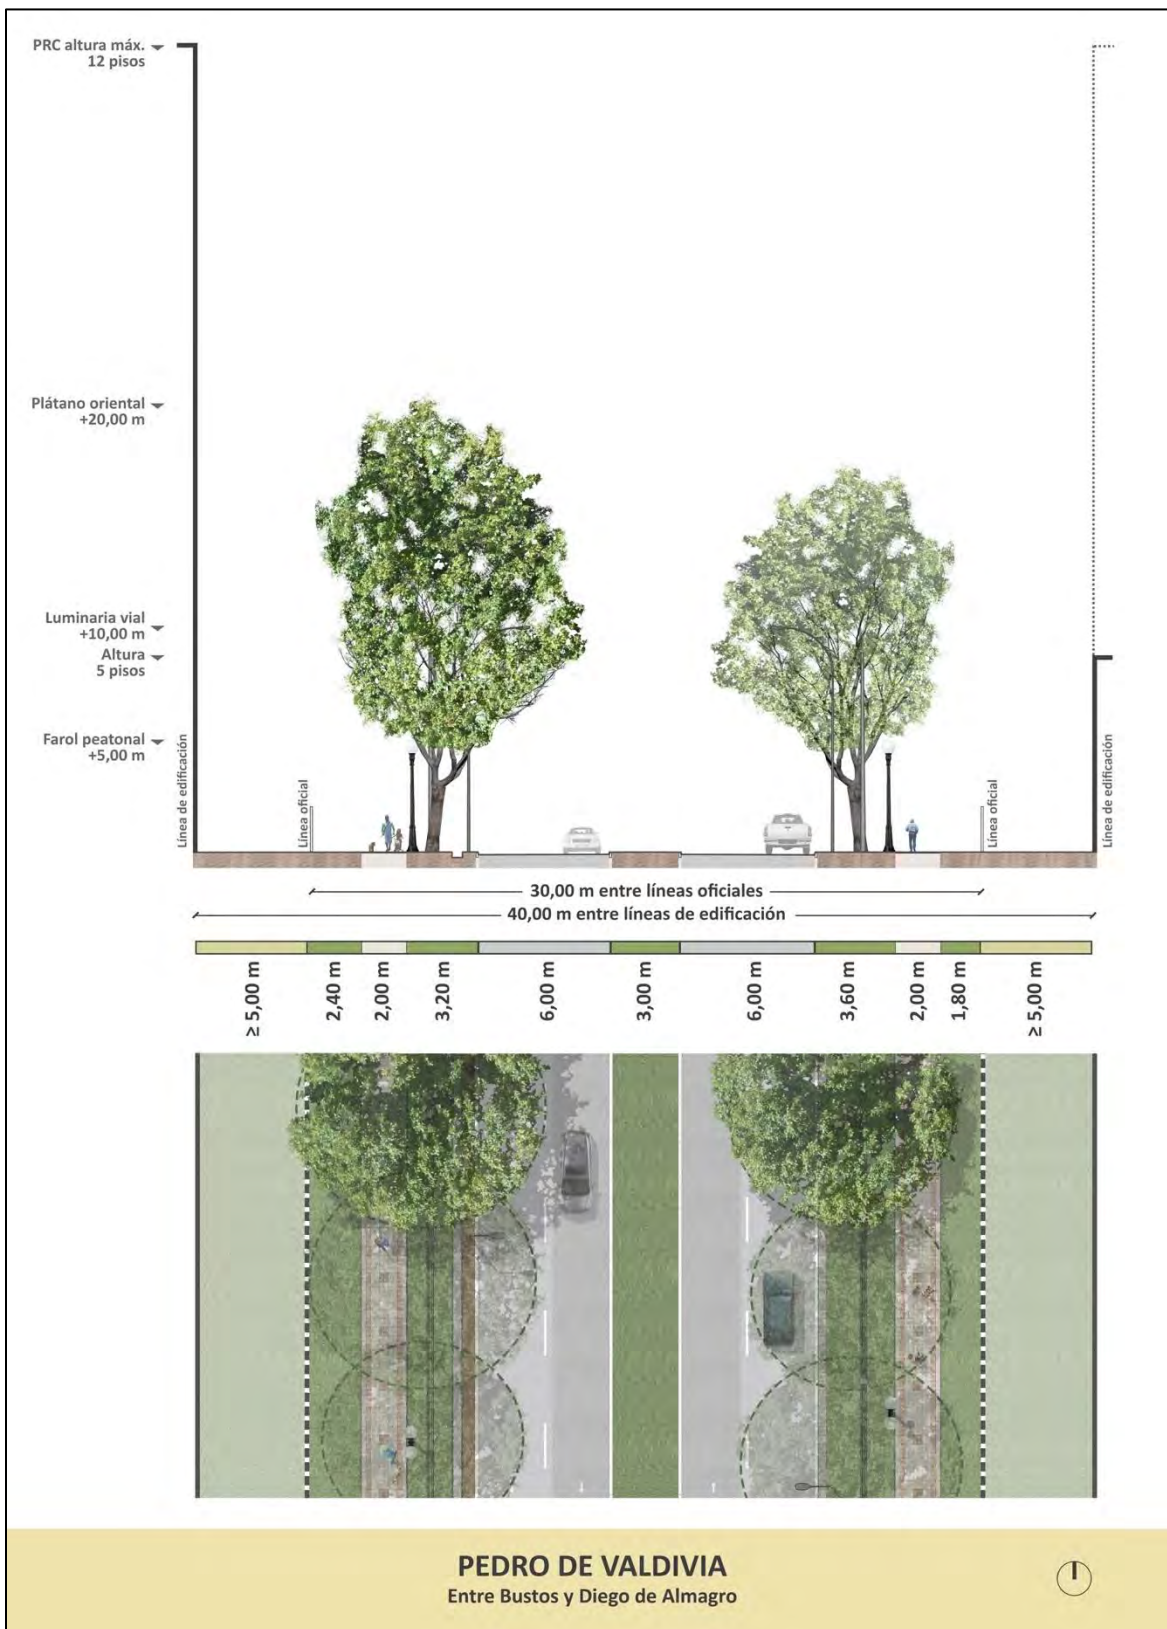 PRC altura máx.
12 pisos
Plátano oriental
+20,00 m
Luminaria vial
+10,00 m
Altura
5 pisos
Farol peatonal
+5,00 m
Línea de edificación
Línea oficial
Línea oficial
Línea de edificación
30,00 m entre líneas oficiales
40,00 m entre líneas de edificación
≥ 5,00 m
2,40 m
2,00 m
3,20 m
6,00 m
3,00 m
6,00 m
3,60 m
2,00 m
1,80 m
≥ 5,00 m
PEDRO DE VALDIVIA
Entre Bustos y Diego de Almagro